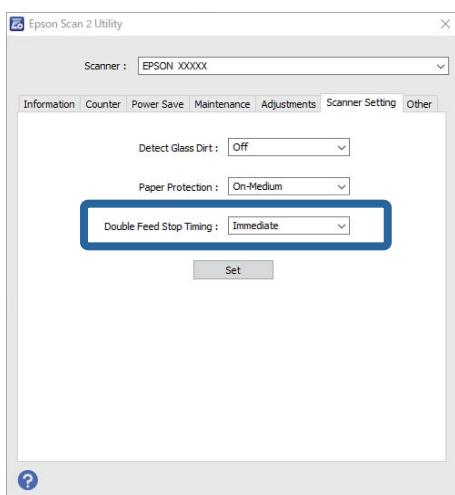 Epson Scan 2 Utility
Scanner : EPSON XXXXX
Information Counter Power Save Maintenance Adjustments Scanner Setting Other
Detect Glass Dirt : Off
Paper Protection : On-Medium
Double Feed Stop Timing : Immediate
Set
?